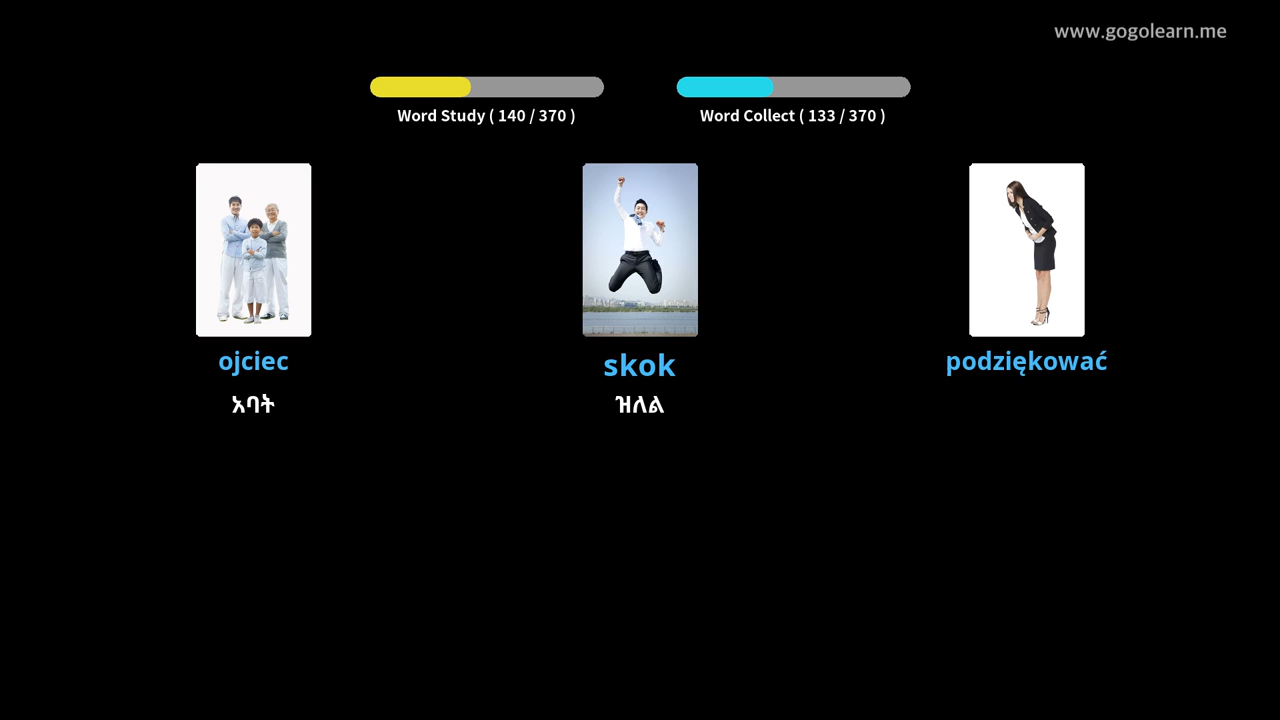 www.gogolearn.me
Word Study ( 140 / 370 )
Word Collect ( 133 / 370 )
ojciec
skok
podziękować
አባት
ዝለል